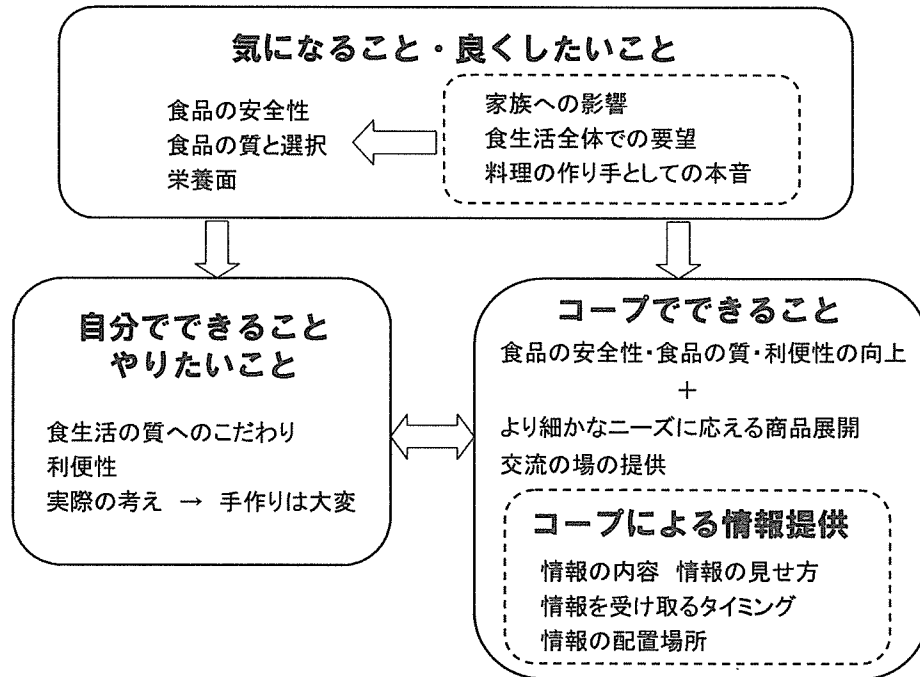 気になること・良くしたいこと
食品の安全性
食品の質と選択
栄養面
家族への影響
食生活全体での要望
料理の作り手としての本音
自分でできること
やりたいこと
食生活の質へのこだわり
利便性
実際の考え → 手作りは大変
コープでできること
食品の安全性・食品の質・利便性の向上
+
より細かなニーズに応える商品展開
交流の場の提供
コープによる情報提供
情報の内容 情報の見せ方
情報を受け取るタイミング
情報の配置場所